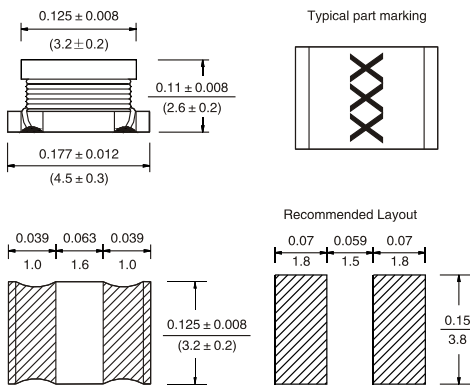 0.125 ± 0.008
(3.2±0.2)
0.11 ± 0.008
(2.6 ± 0.2)
0.177 ± 0.012
(4.5 ± 0.3)
Typical part marking
XXX
0.039 0.063 0.039
1.0 1.6 1.0
0.125 ± 0.008
(3.2 ± 0.2)
Recommended Layout
0.07 0.059 0.07
1.8 1.5 1.8
0.15
3.8